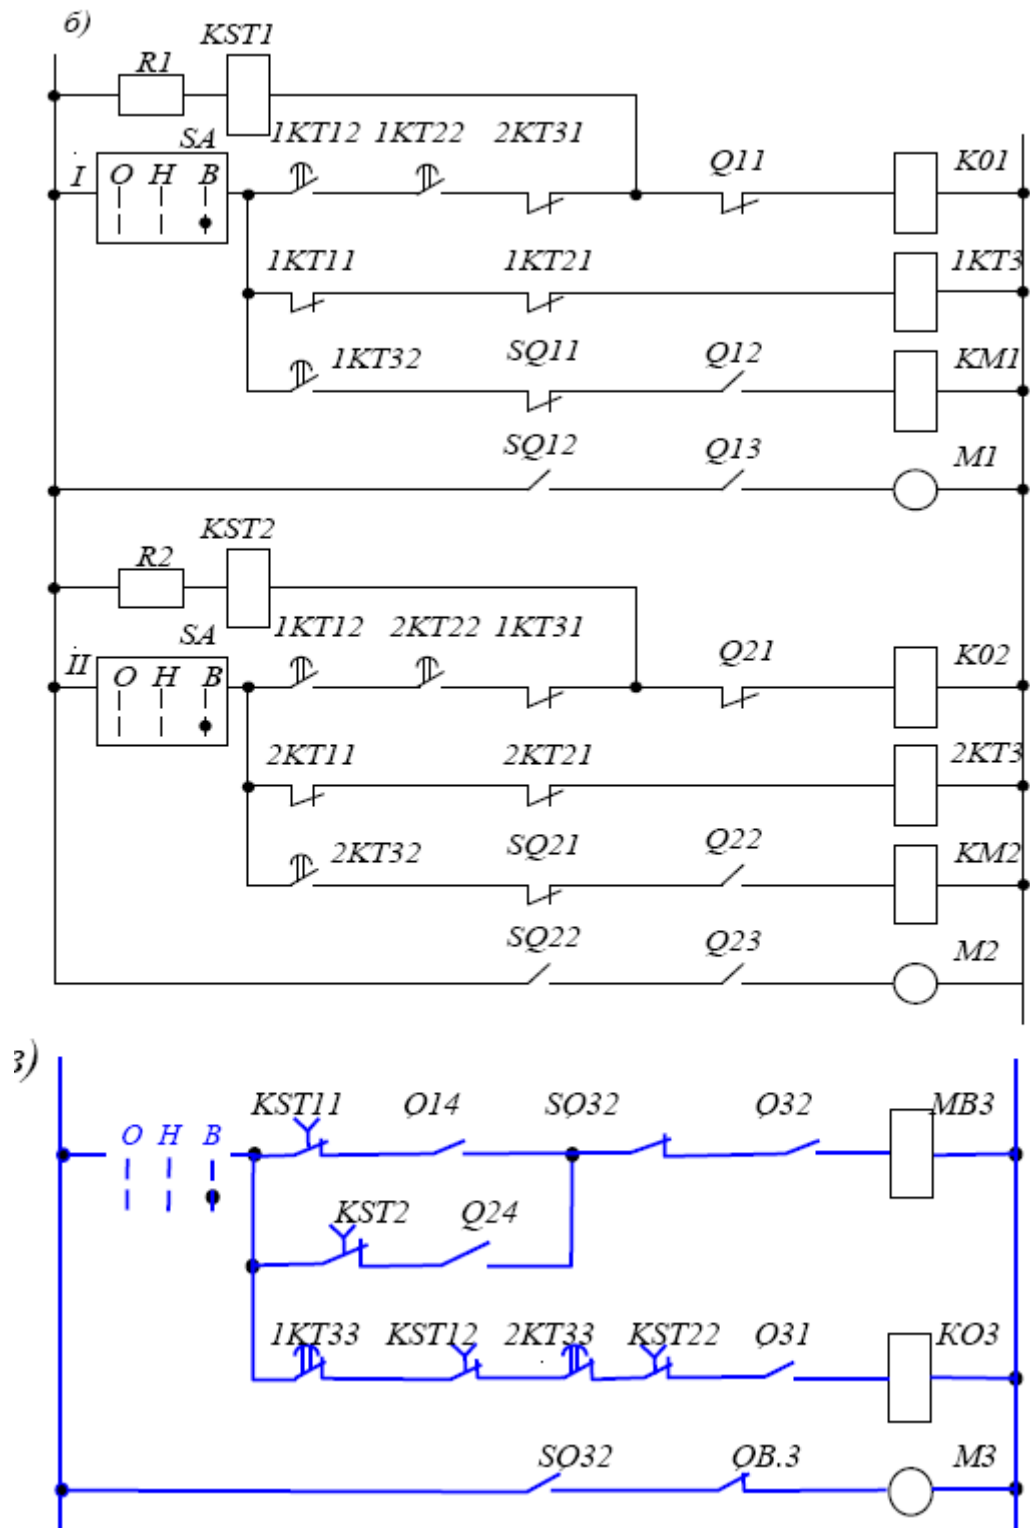 б)
KST1
R1
1KT12 1KT22 2KT31
SA
I О Н В
Q11
K01
1KT11 1KT21 1KT3
1KT32 SQ11 Q12 KM1
SQ12 Q13 M1
KST2
R2
1KT12 2KT22 1KT31
SA
II О Н В
Q21
K02
2KT11 2KT21 2KT3
2KT32 SQ21 Q22 KM2
SQ22 Q23 M2
в)
KST11 Q14 SQ32 Q32 MB3
О Н В
KST2 Q24
1KT33 KST12 2KT33 KST22 Q31 KO3
SQ32 QB.3 M3